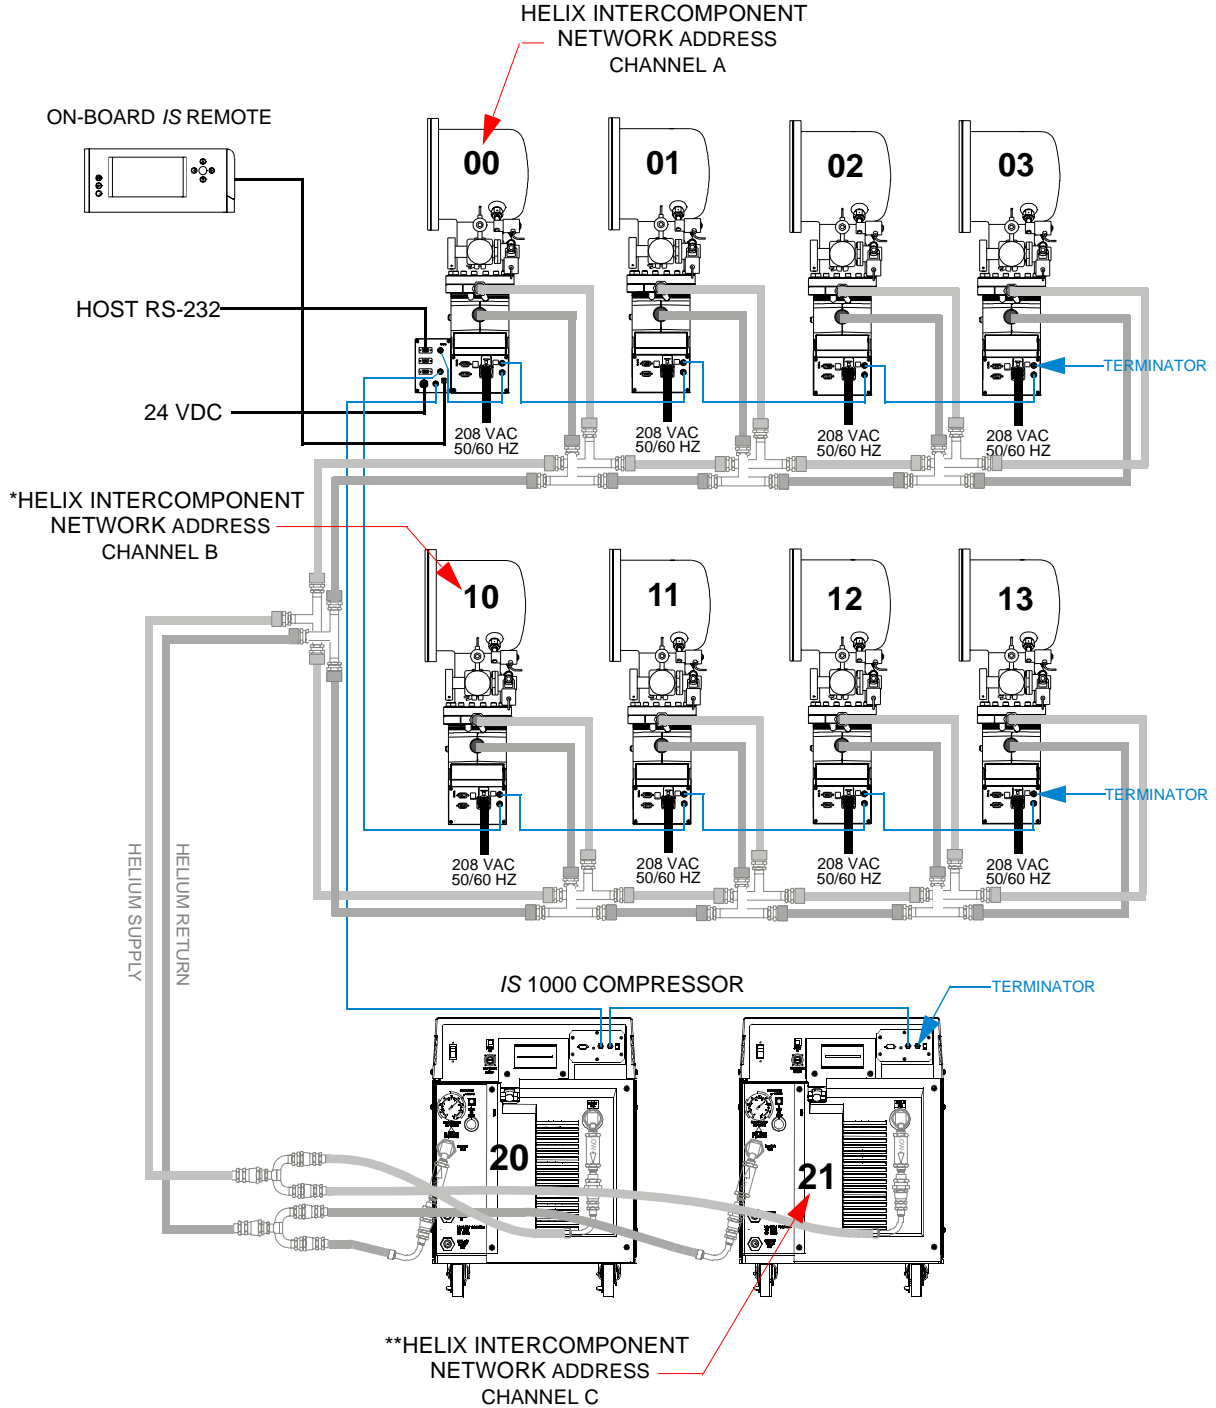 HELIX INTERCOMPONENT
NETWORK ADDRESS
CHANNEL A
ON-BOARD IS REMOTE
00
01
02
03
HOST RS-232
TERMINATOR
24 VDC
208 VAC
50/60 HZ
208 VAC
50/60 HZ
208 VAC
50/60 HZ
208 VAC
50/60 HZ
*HELIX INTERCOMPONENT
NETWORK ADDRESS
CHANNEL B
10
11
12
13
TERMINATOR
208 VAC
50/60 HZ
208 VAC
50/60 HZ
208 VAC
50/60 HZ
208 VAC
50/60 HZ
HELIUM SUPPLY
HELIUM RETURN
IS 1000 COMPRESSOR
TERMINATOR
20
21
**HELIX INTERCOMPONENT
NETWORK ADDRESS
CHANNEL C